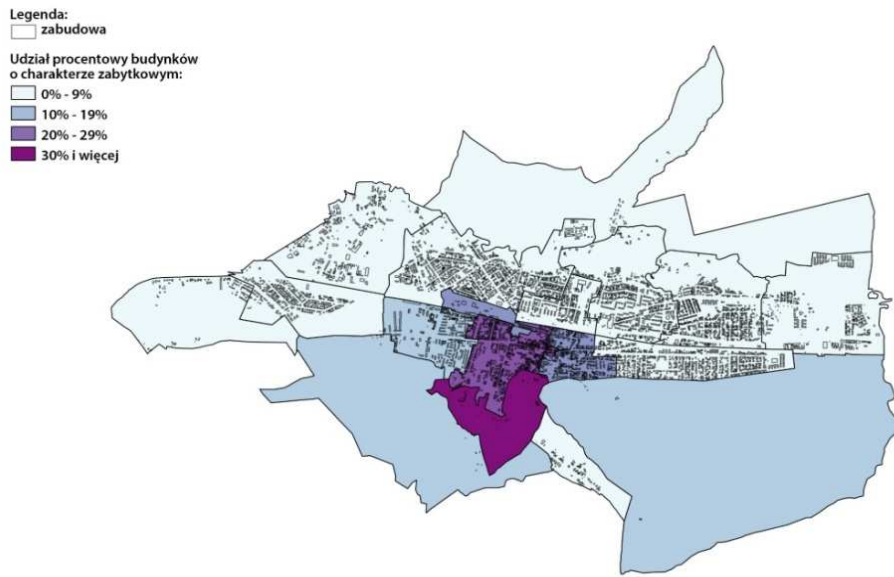 Legenda:
zabudowa
Udział procentowy budynków
o charakterze zabytkowym:
0% - 9%
10% - 19%
20% - 29%
30% i więcej